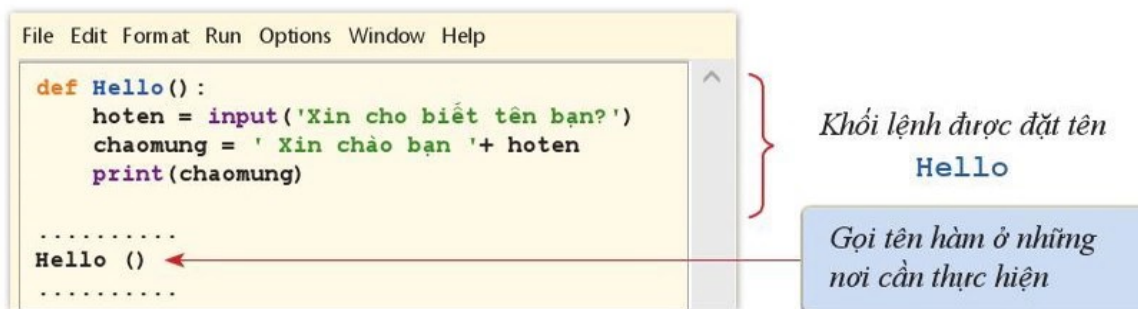 File Edit Format Run Options Window Help
def Hello():
    hoten = input('Xin cho biết tên bạn?')
    chaomung = ' Xin chào bạn '+ hoten
    print(chaomung)
..........
Hello ()
..........
Khối lệnh được đặt tên
Hello
Gọi tên hàm ở những
nơi cần thực hiện